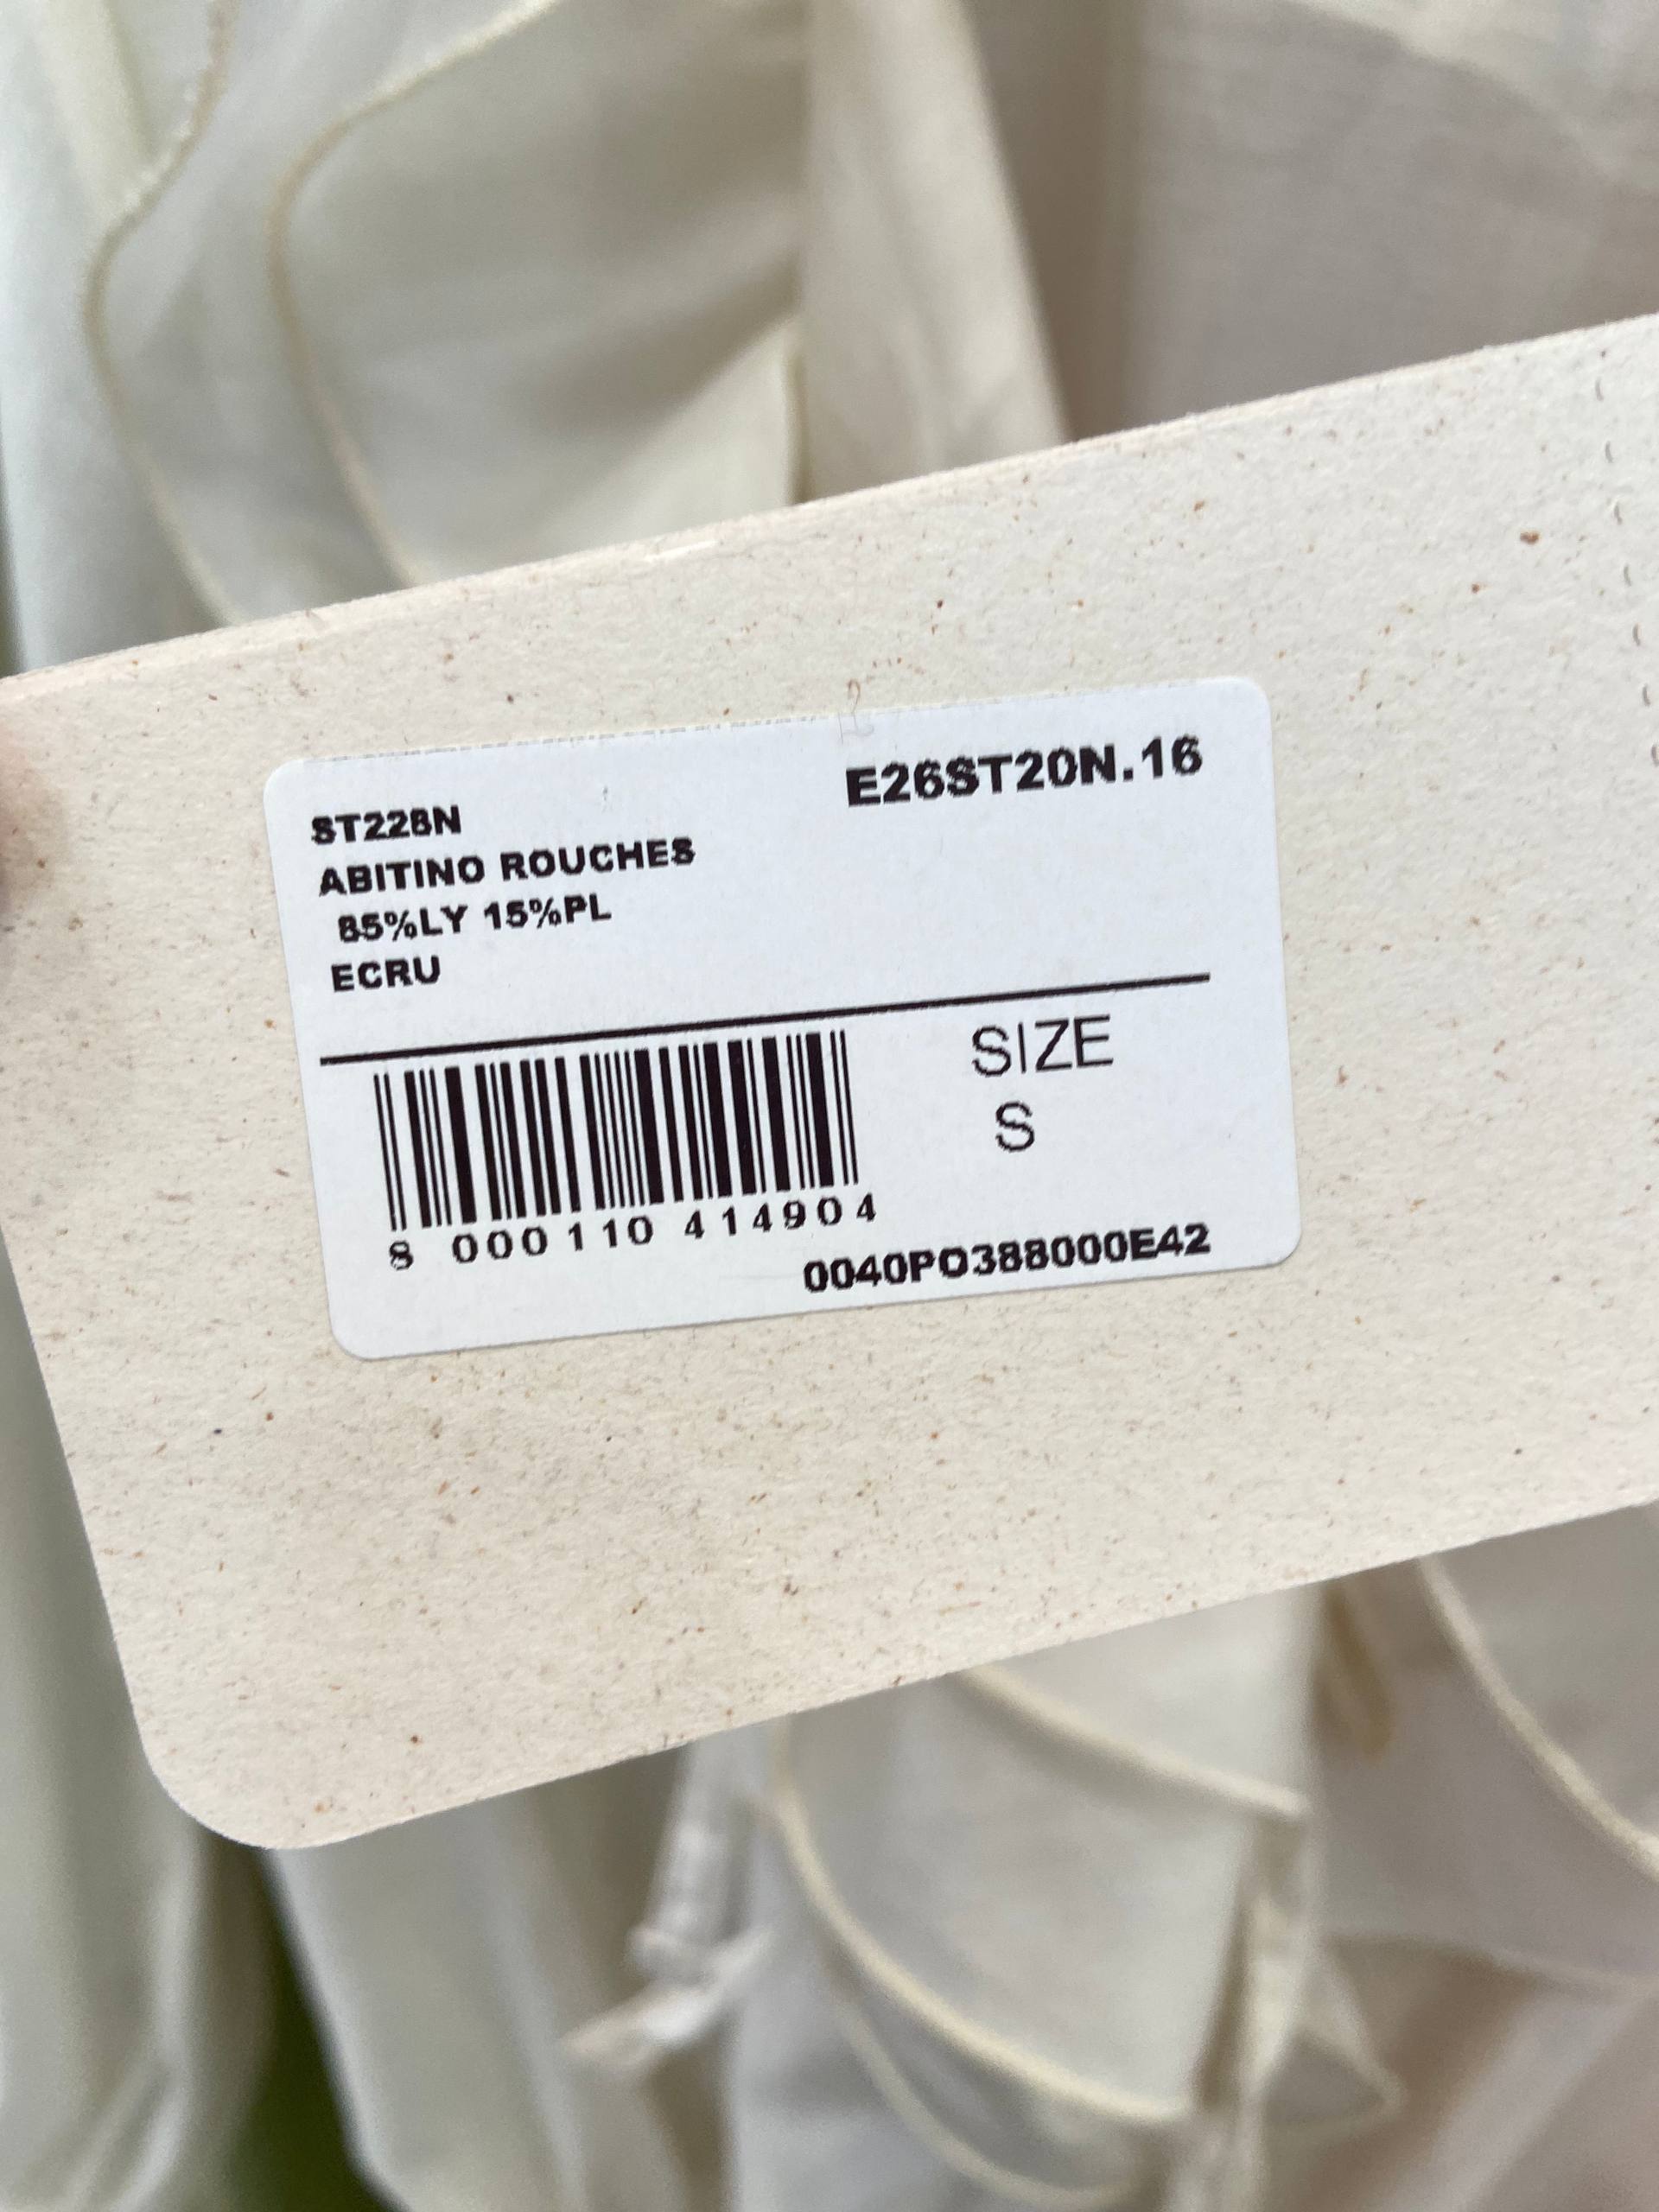 E26ST20N.16
ST228N
ABITINO ROUCHES
85%LY 15%PL
ECRU
SIZE
S
8 000110 414904
0040PO388000E42